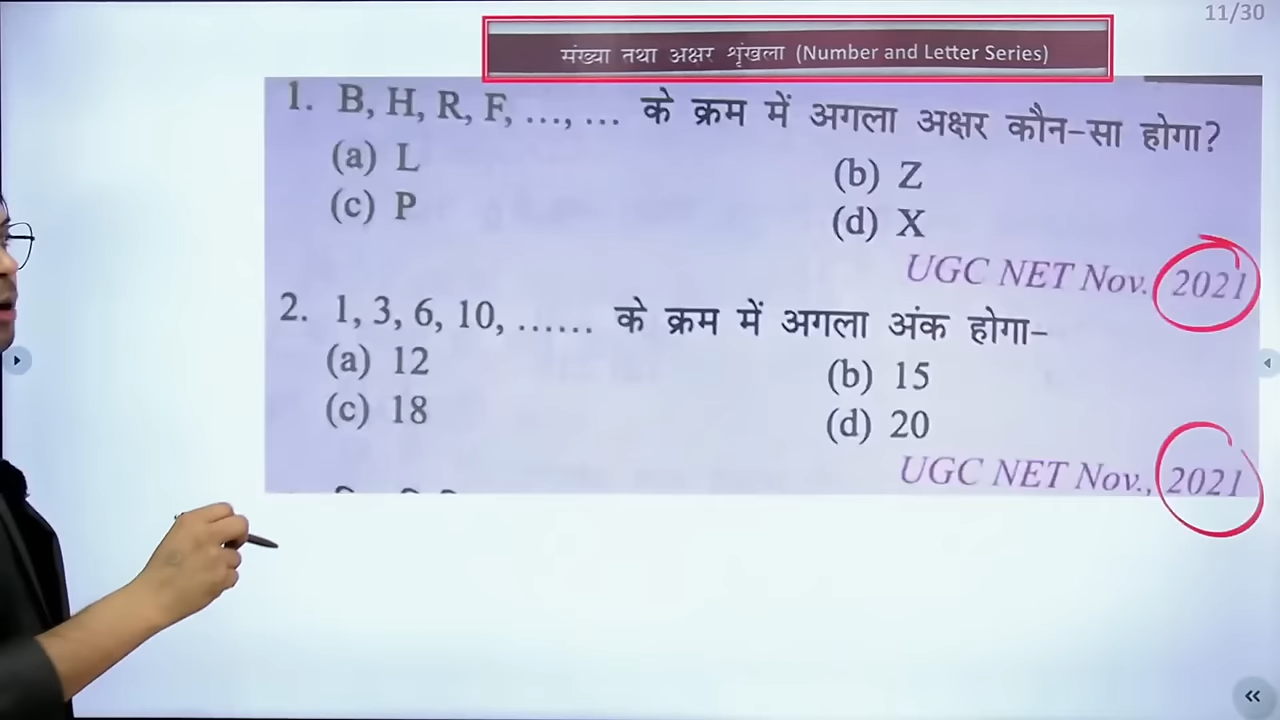 11/30
संख्या तथा अक्षर श्रृंखला (Number and Letter Series)
1. B, H, R, F, ..., ... के क्रम में अगला अक्षर कौन-सा होगा?
(a) L (b) Z
(c) P (d) X
UGC NET Nov. 2021
2. 1, 3, 6, 10, ...... के क्रम में अगला अंक होगा-
(a) 12 (b) 15
(c) 18 (d) 20
UGC NET Nov., 2021